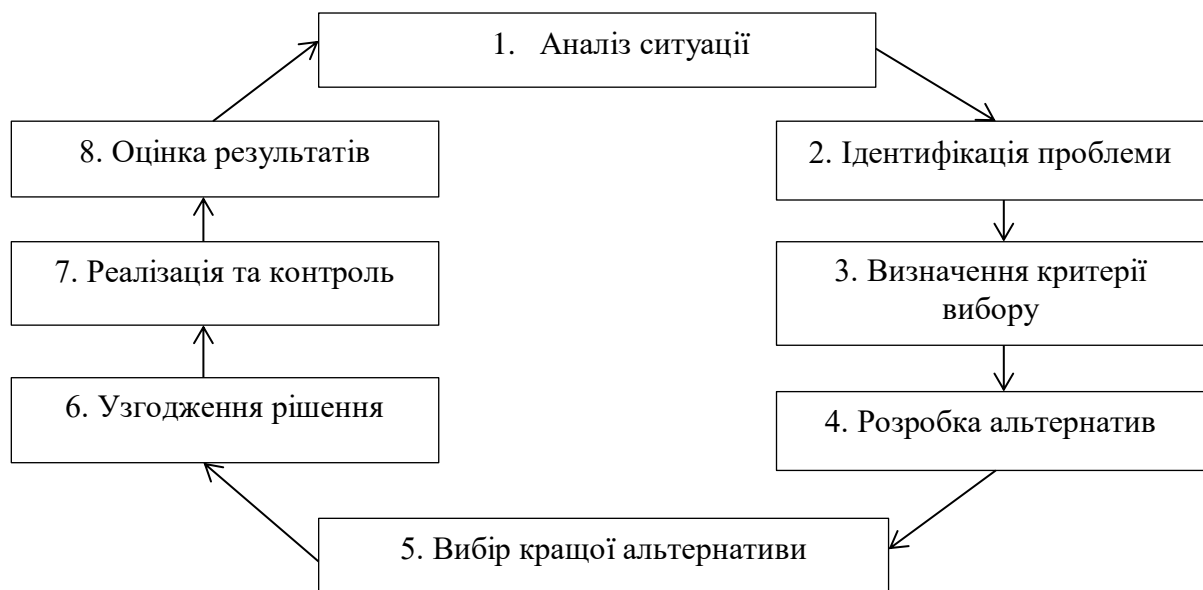 1. Аналіз ситуації
2. Ідентифікація проблеми
3. Визначення критерії
вибору
4. Розробка альтернатив
5. Вибір кращої альтернативи
6. Узгодження рішення
7. Реалізація та контроль
8. Оцінка результатів